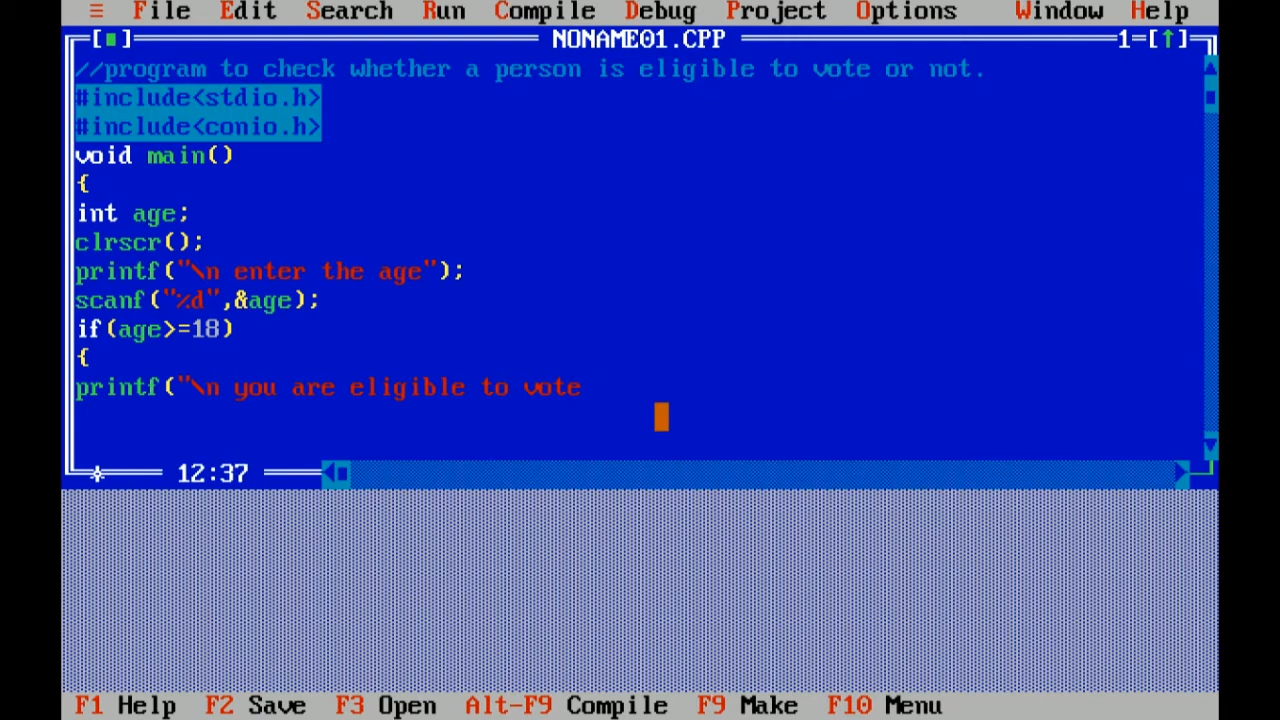 ≡ File Edit Search Run Compile Debug Project Options Window Help
[■] NONAME01.CPP 1=[↑]
//program to check whether a person is eligible to vote or not.
#include<stdio.h>
#include<conio.h>
void main()
{
int age;
clrscr();
printf("\n enter the age");
scanf("%d",&age);
if(age>=18)
{
printf("\n you are eligible to vote
12:37
F1 Help F2 Save F3 Open Alt-F9 Compile F9 Make F10 Menu